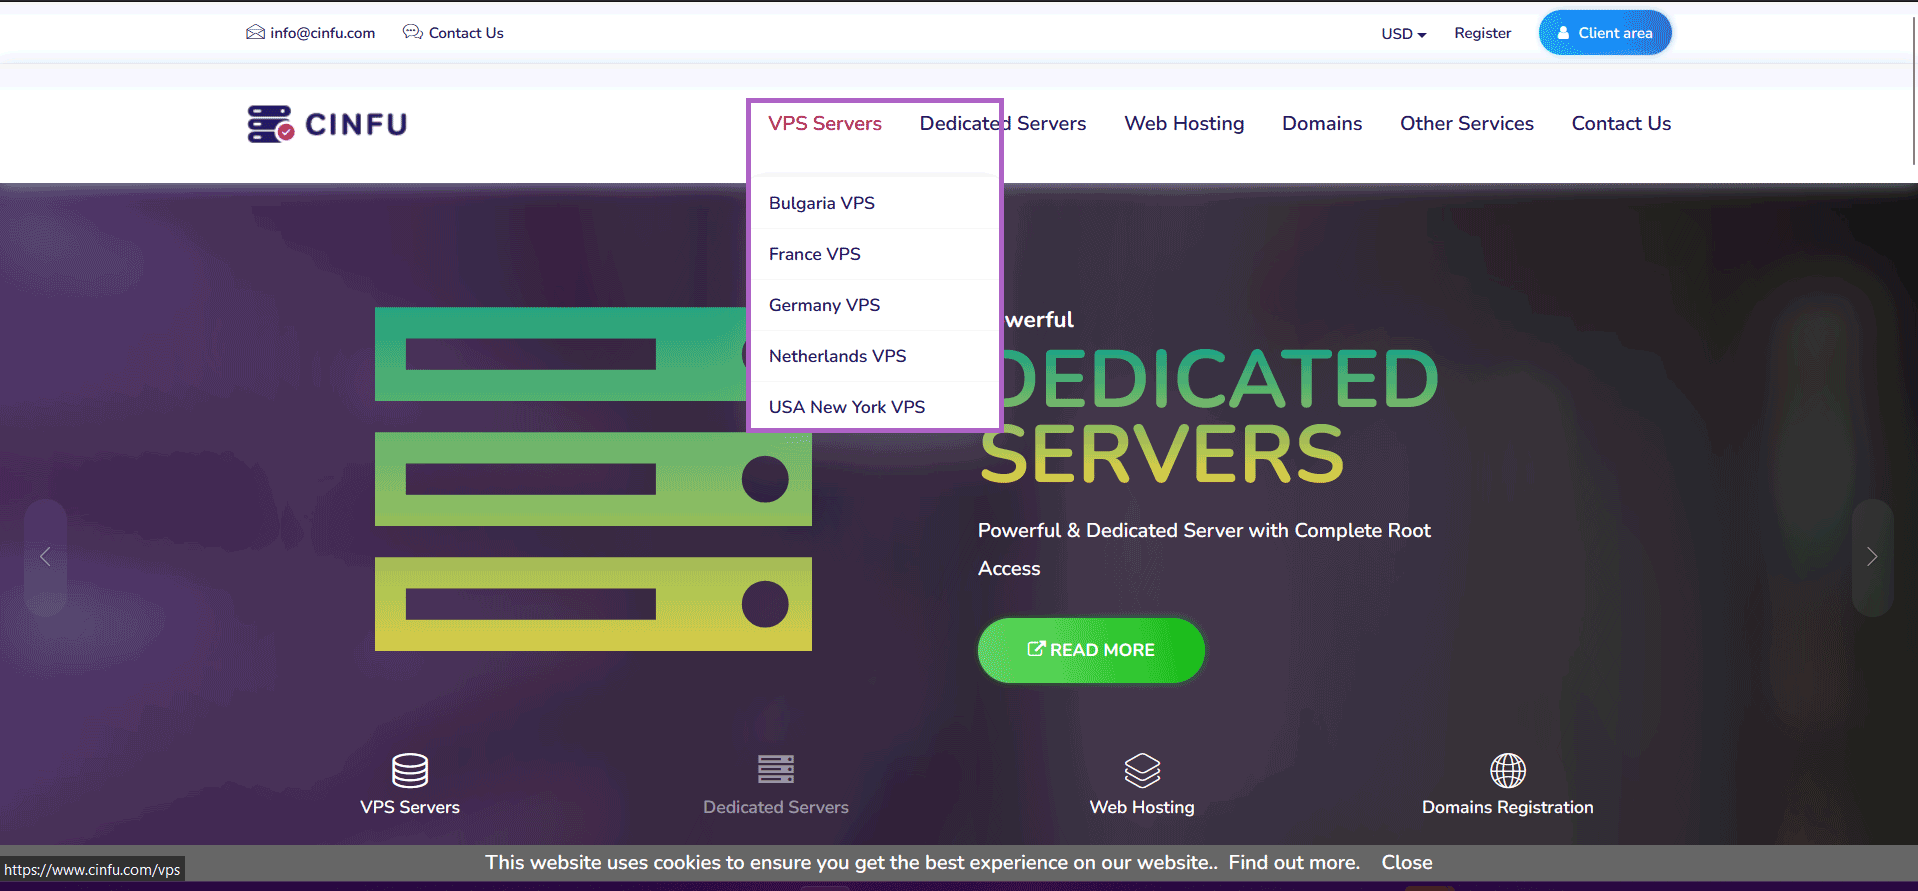 info@cinfu.com Contact Us USD Register Client area
CINFU VPS Servers Dedicated Servers Web Hosting Domains Other Services Contact Us
Bulgaria VPS
France VPS
Germany VPS
Netherlands VPS
USA New York VPS
werful
DEDICATED
SERVERS
Powerful & Dedicated Server with Complete Root
Access
READ MORE
VPS Servers Dedicated Servers Web Hosting Domains Registration
This website uses cookies to ensure you get the best experience on our website.. Find out more. Close
https://www.cinfu.com/vps